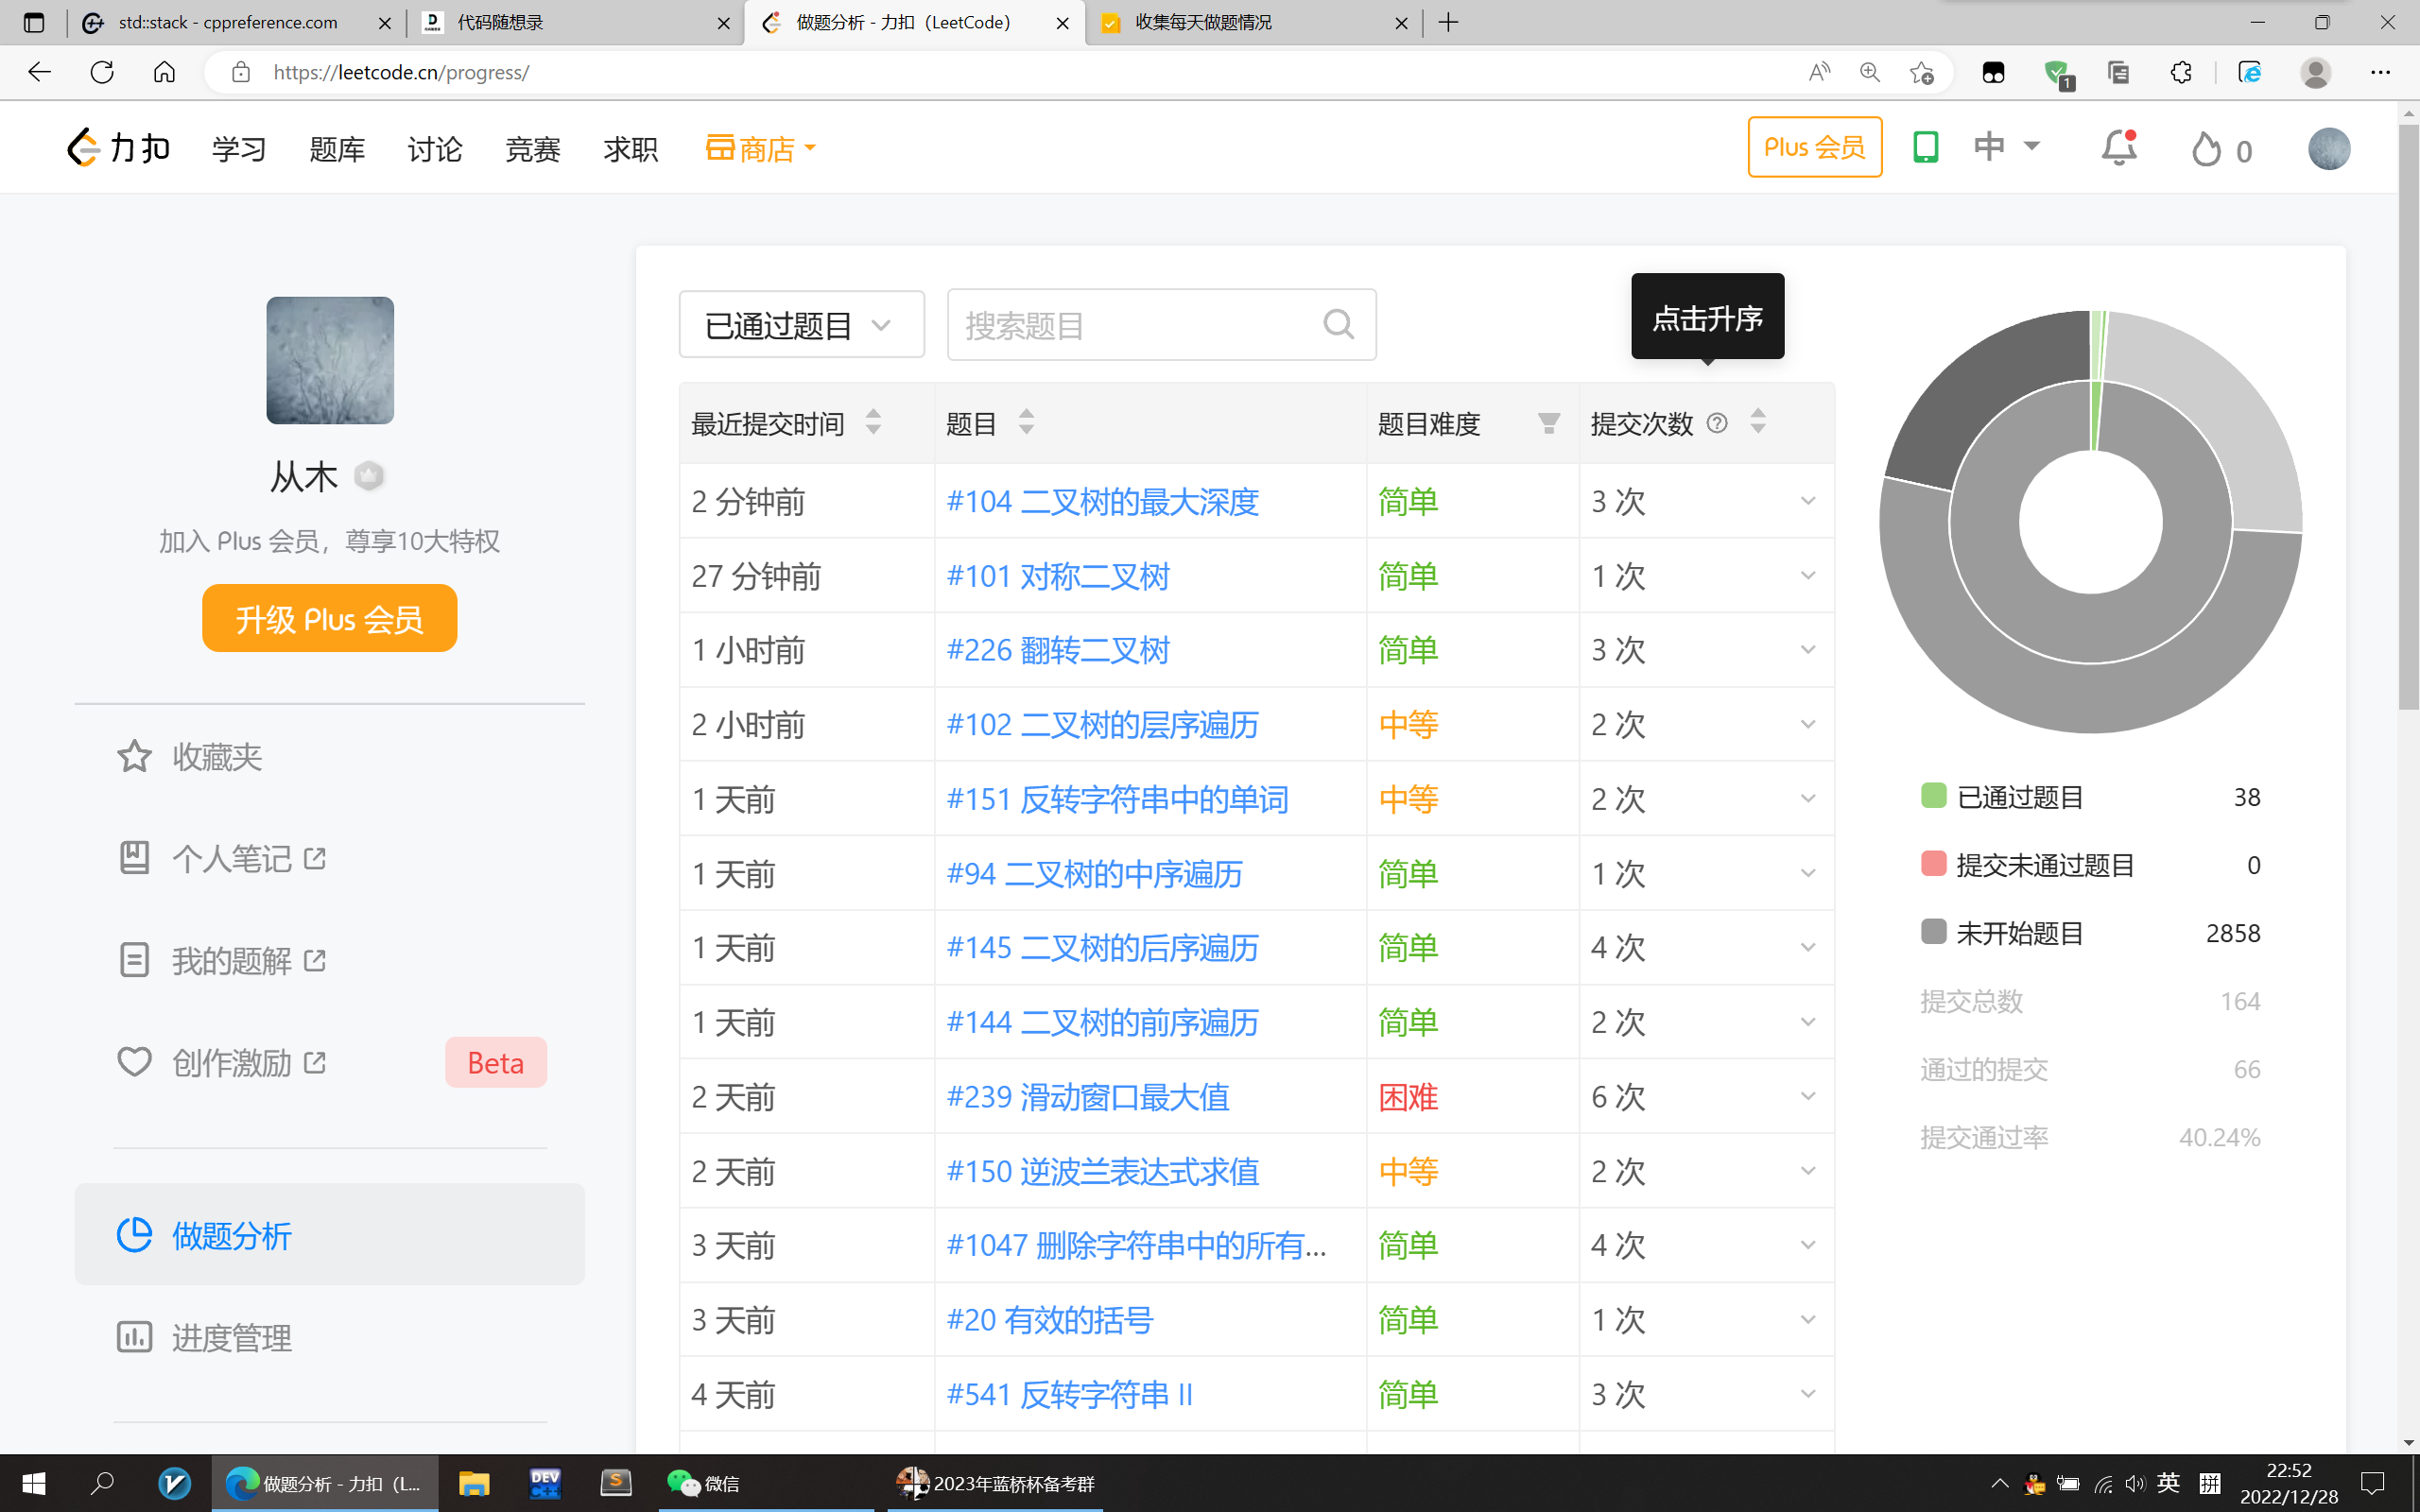 std::stack - cppreference.com
代码随想录
做题分析 - 力扣（LeetCode）
收集每天做题情况
https://leetcode.cn/progress/
1
力扣
学习
题库
讨论
竞赛
求职
商店
Plus 会员
中
0
从木
加入 Plus 会员，尊享10大特权
升级 Plus 会员
收藏夹
个人笔记
我的题解
创作激励
Beta
做题分析
进度管理
已通过题目
搜索题目
点击升序
最近提交时间 题目 题目难度 提交次数
2 分钟前 #104 二叉树的最大深度 简单 3 次
27 分钟前 #101 对称二叉树 简单 1 次
1 小时前 #226 翻转二叉树 简单 3 次
2 小时前 #102 二叉树的层序遍历 中等 2 次
1 天前 #151 反转字符串中的单词 中等 2 次
1 天前 #94 二叉树的中序遍历 简单 1 次
1 天前 #145 二叉树的后序遍历 简单 4 次
1 天前 #144 二叉树的前序遍历 简单 2 次
2 天前 #239 滑动窗口最大值 困难 6 次
2 天前 #150 逆波兰表达式求值 中等 2 次
3 天前 #1047 删除字符串中的所有... 简单 4 次
3 天前 #20 有效的括号 简单 1 次
4 天前 #541 反转字符串 II 简单 3 次
已通过题目 38
提交未通过题目 0
未开始题目 2858
提交总数 164
通过的提交 66
提交通过率 40.24%
做题分析 - 力扣（L...
DEV C++
微信
2023年蓝桥杯备考群
英
拼
22:52
2022/12/28